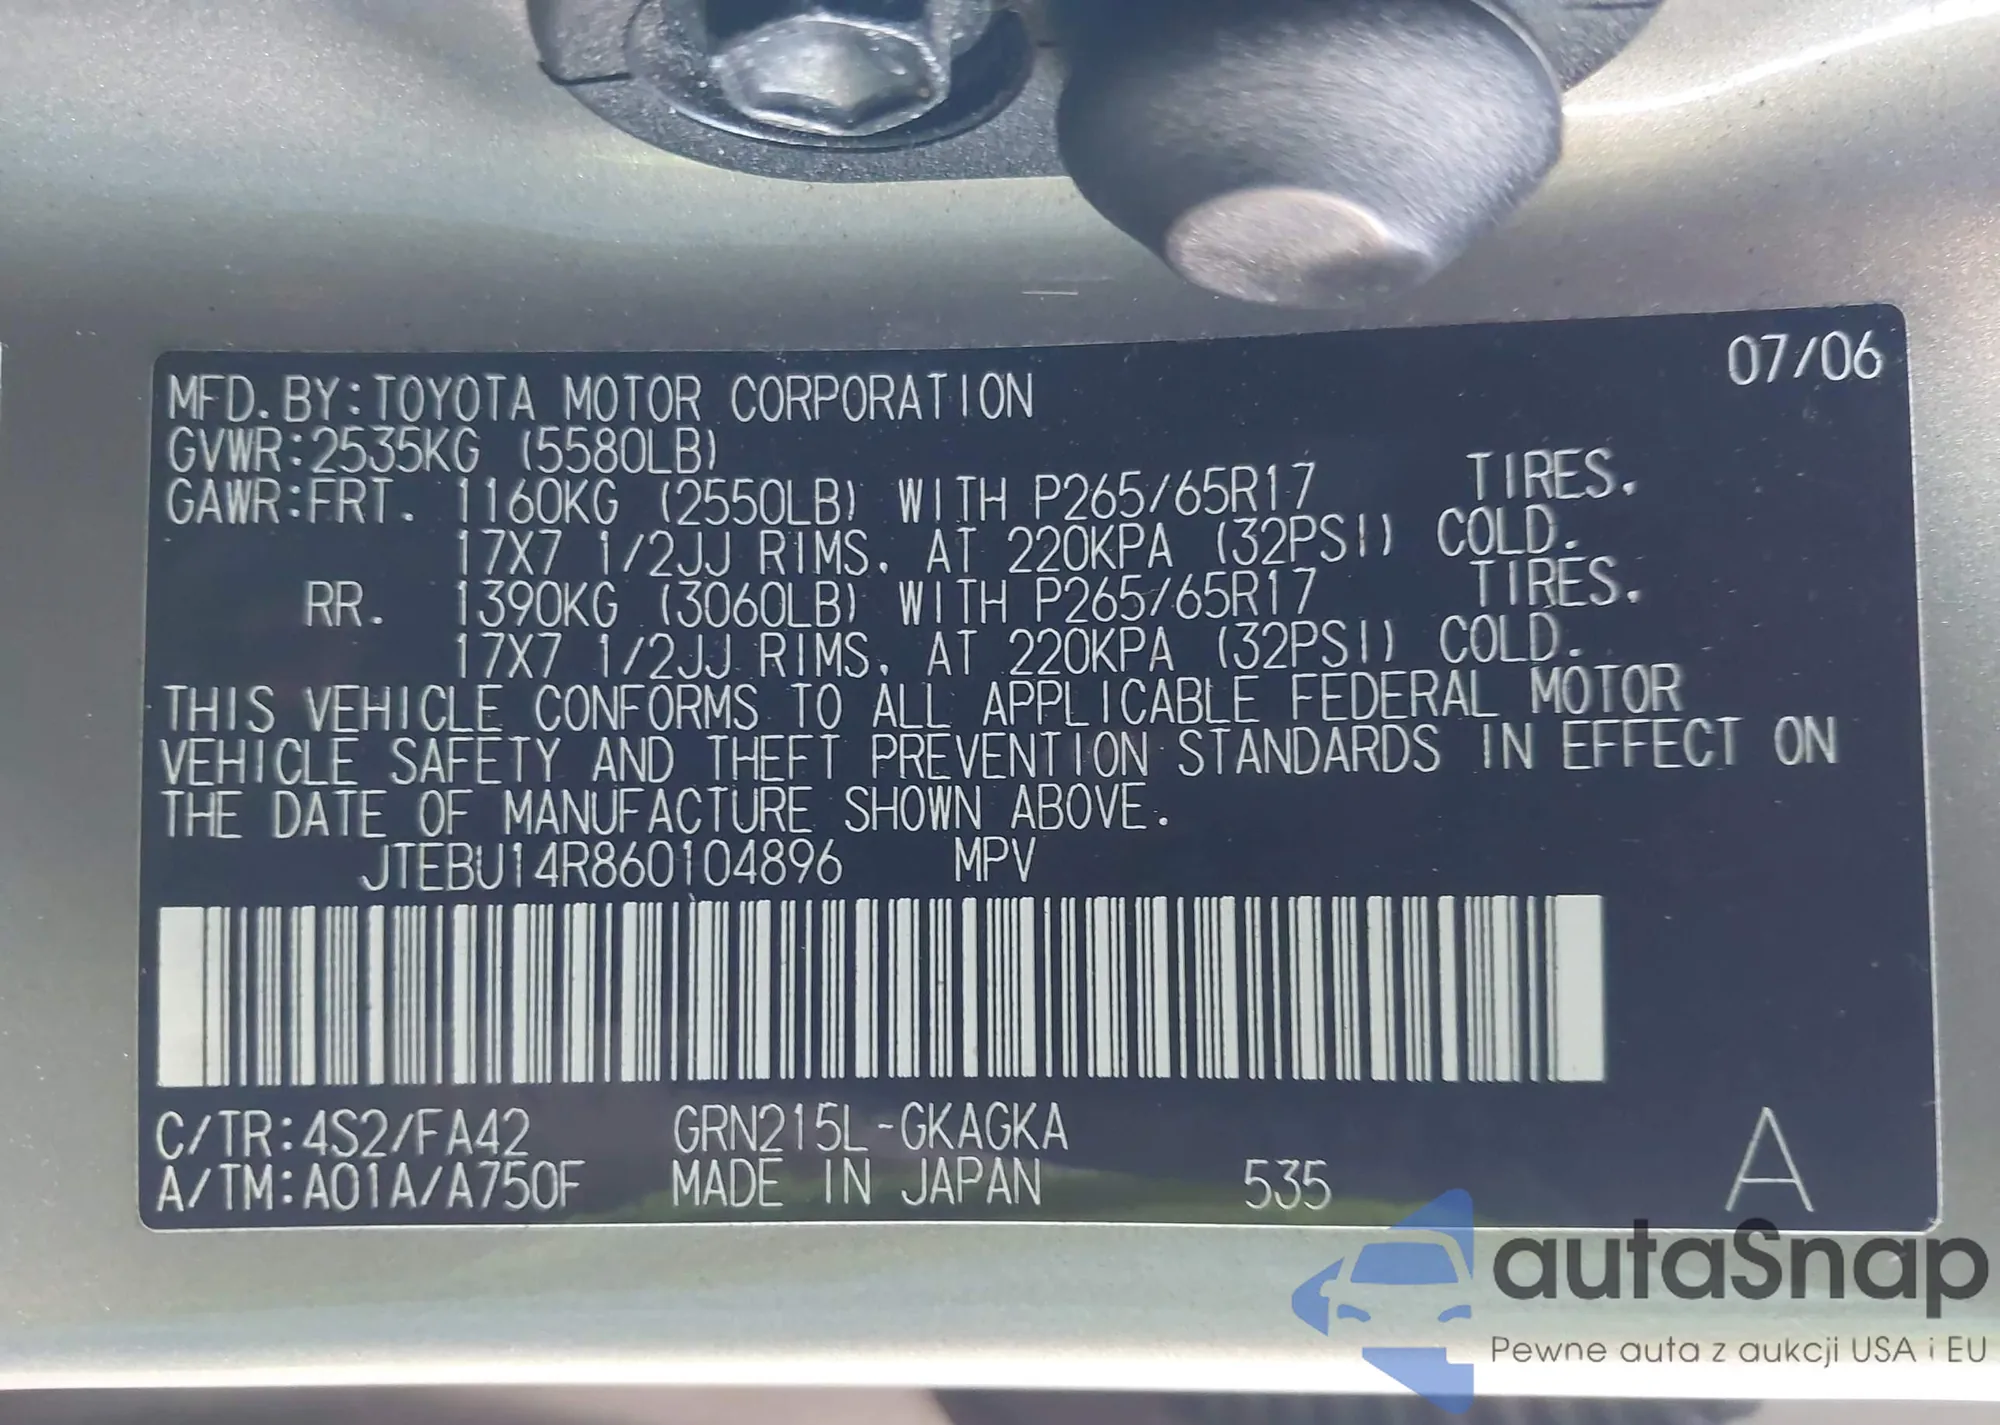 07/06
MFD. BY: TOYOTA MOTOR CORPORATION
GVWR: 2535KG (5580LB)
GAWR: FRT. 1160KG (2550LB) WITH P265/65R17 TIRES.
17X7 1/2JJ RIMS. AT 220KPA (32PSI) COLD.
RR. 1390KG (3060LB) WITH P265/65R17 TIRES.
17X7 1/2JJ RIMS. AT 220KPA (32PSI) COLD.
THIS VEHICLE CONFORMS TO ALL APPLICABLE FEDERAL MOTOR
VEHICLE SAFETY AND THEFT PREVENTION STANDARDS IN EFFECT ON
THE DATE OF MANUFACTURE SHOWN ABOVE.
JTEBU14R860104896 MPV
C/TR: 4S2/FA42 GRN215L-GKAGKA
A/TM: A01A/A750F MADE IN JAPAN 535 A
autaSnap
Pewne auta z aukcji USA i EU